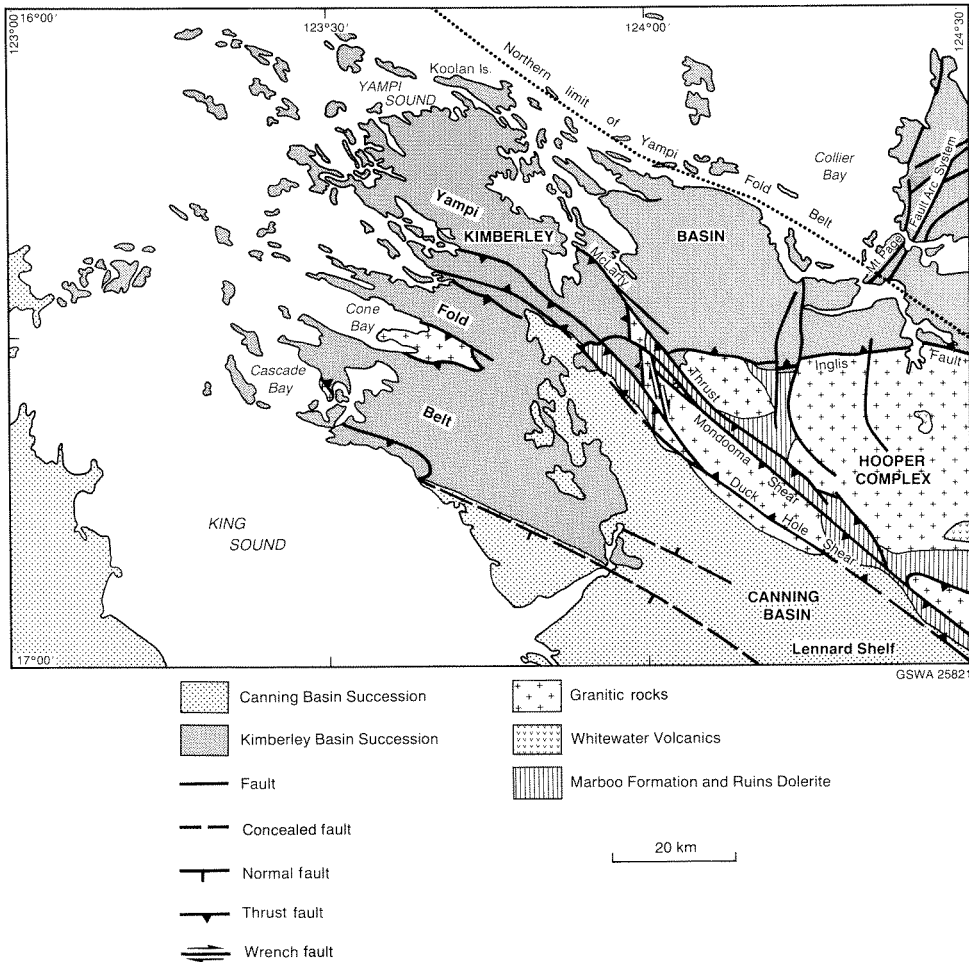 123°00'
16°00'
123°30'
124°00'
124°30'
Koolan Is.
YAMPI
SOUND
Northern limit of Yampi Fold Belt
Collier
Bay
Mt Page Fault Arc System
Yampi
KIMBERLEY
BASIN
McLarty
Cone
Bay
Fold
Inglis Fault
Cascade
Bay
Thrust
Belt
Mondooma Shear
HOOPER
COMPLEX
Duck Hole Shear
KING
SOUND
CANNING
BASIN
Lennard Shelf
17°00'
GSWA 25821
Canning Basin Succession
Granitic rocks
Kimberley Basin Succession
Whitewater Volcanics
Fault
Marboo Formation and Ruins Dolerite
Concealed fault
20 km
Normal fault
Thrust fault
Wrench fault